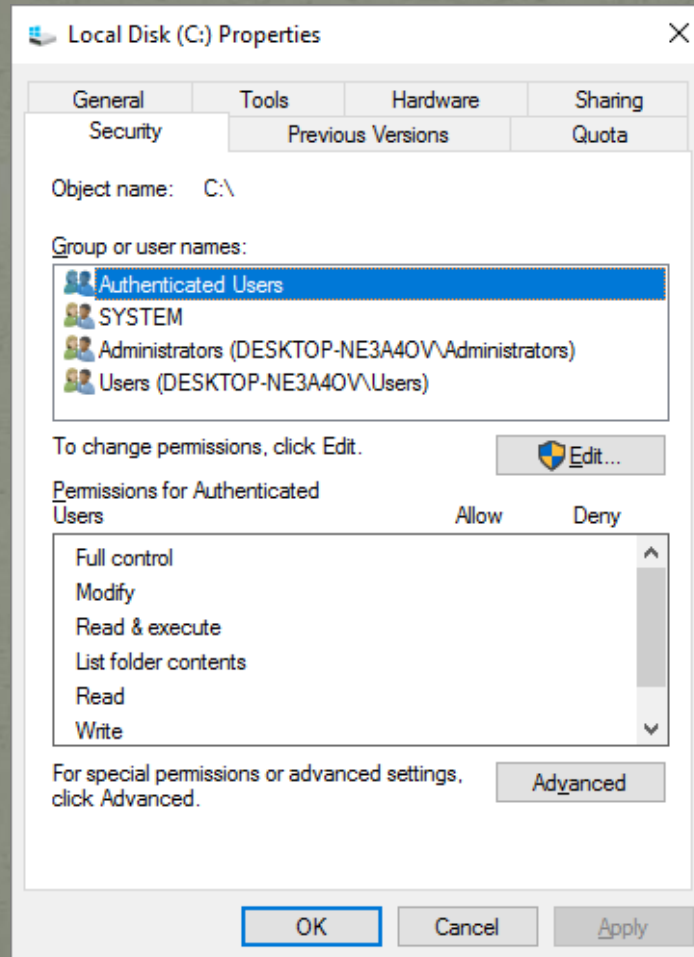 Local Disk (C:) Properties
General Tools Hardware Sharing
Security Previous Versions Quota
Object name: C:\
Group or user names:
Authenticated Users
SYSTEM
Administrators (DESKTOP-NE3A4OV\Administrators)
Users (DESKTOP-NE3A4OV\Users)
To change permissions, click Edit.
Edit...
Permissions for Authenticated
Users Allow Deny
Full control
Modify
Read & execute
List folder contents
Read
Write
For special permissions or advanced settings,
click Advanced.
Advanced
OK Cancel Apply